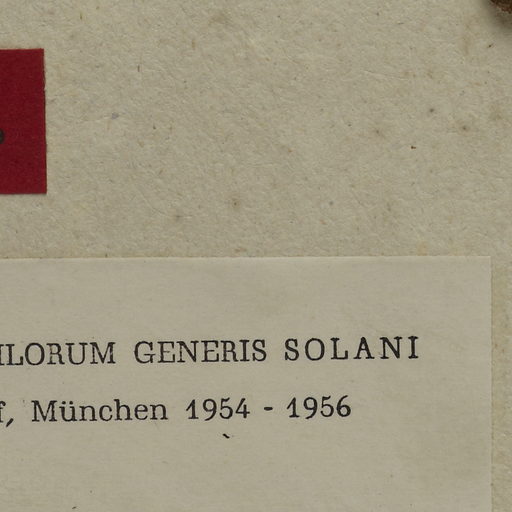 ILORUM GENERIS SOLANI
f, München 1954 - 1956